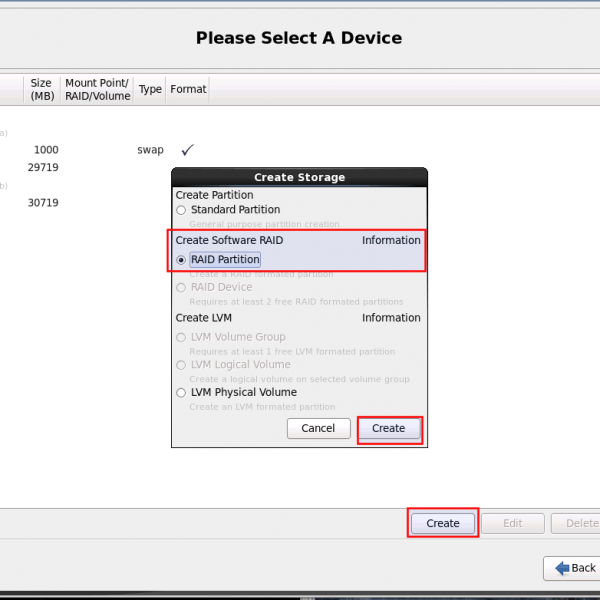 Please Select A Device
Size
(MB)
Mount Point/
RAID/Volume
Type
Format
a)
1000 swap
29719
b)
30719
Create Storage
Create Partition
Standard Partition
General purpose partition creation
Create Software RAID Information
RAID Partition
Create a RAID formated partition
RAID Device
Requires at least 2 free RAID formated partitions
Create LVM Information
LVM Volume Group
Requires at least 1 free LVM formated partition
LVM Logical Volume
Create a logical volume on selected volume group
LVM Physical Volume
Create an LVM formated partition
Cancel Create
Create Edit Delete
Back